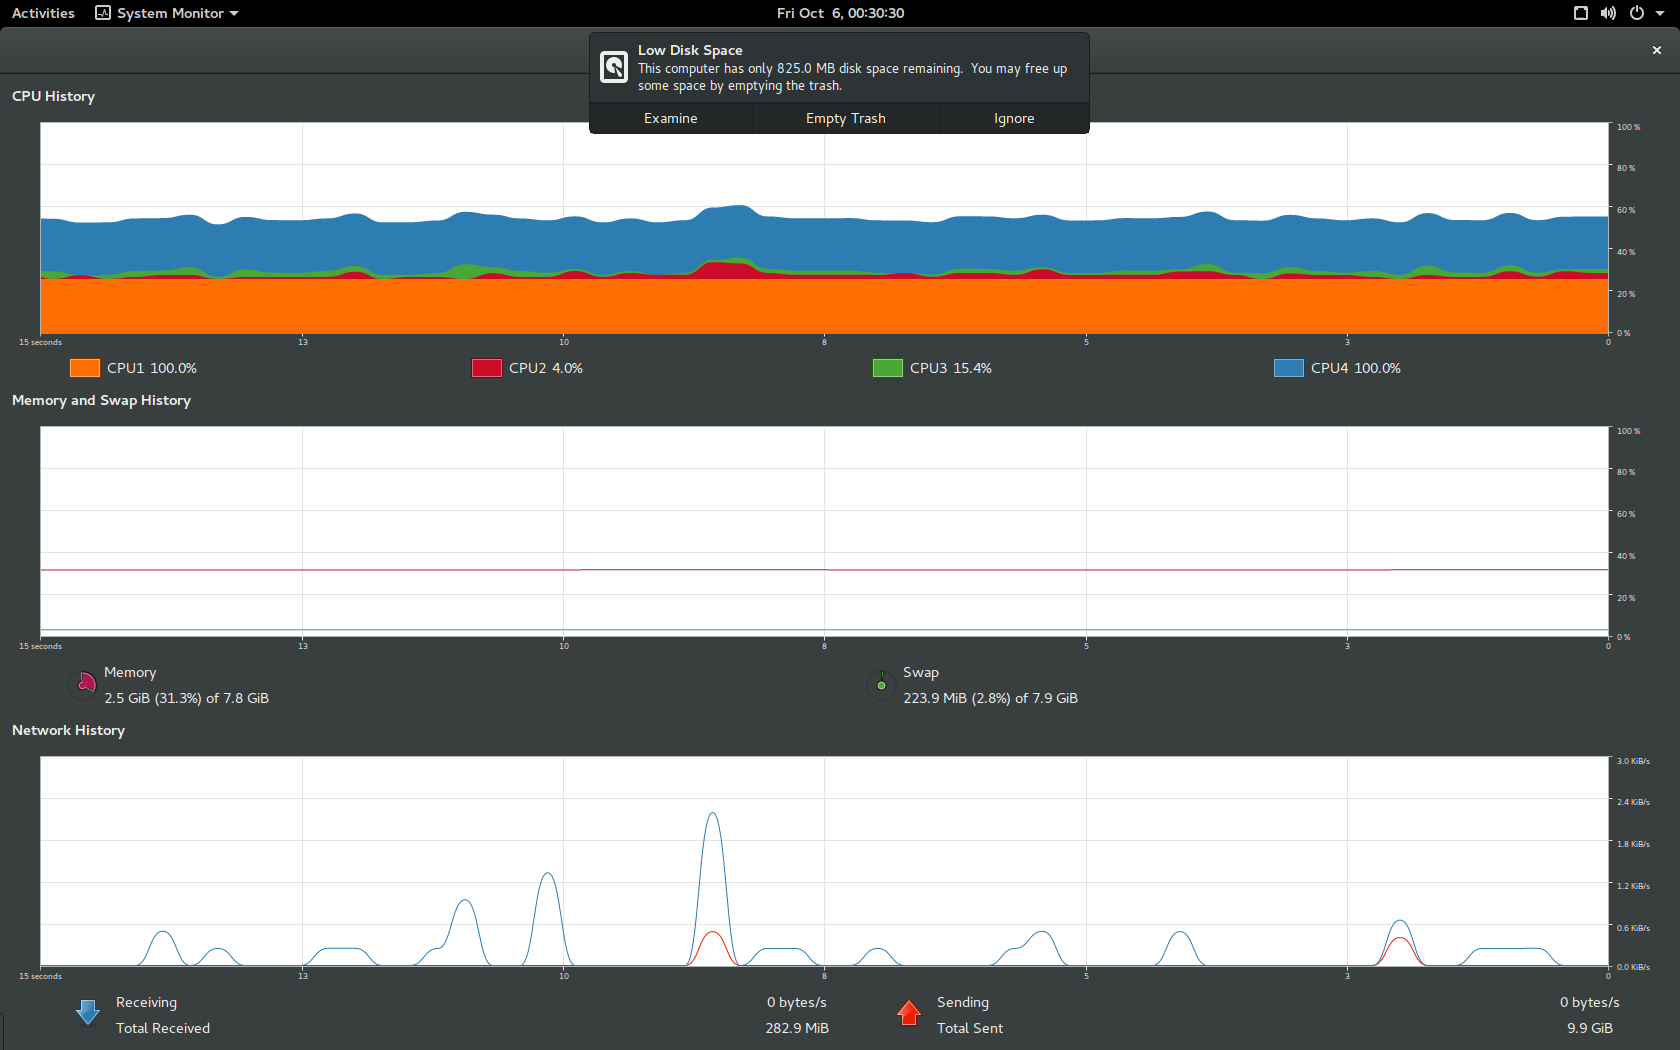 Activities System Monitor Fri Oct 6, 00:30:30
Low Disk Space
This computer has only 825.0 MB disk space remaining. You may free up
some space by emptying the trash.
Examine Empty Trash Ignore
CPU History
100 %
80 %
60 %
40 %
20 %
0 %
15 seconds 13 10 8 5 3 0
CPU1 100.0% CPU2 4.0% CPU3 15.4% CPU4 100.0%
Memory and Swap History
100 %
80 %
60 %
40 %
20 %
0 %
15 seconds 13 10 8 5 3 0
Memory Swap
2.5 GiB (31.3%) of 7.8 GiB 223.9 MiB (2.8%) of 7.9 GiB
Network History
3.0 KiB/s
2.4 KiB/s
1.8 KiB/s
1.2 KiB/s
0.6 KiB/s
0.0 KiB/s
15 seconds 13 10 8 5 3 0
Receiving 0 bytes/s Sending 0 bytes/s
Total Received 282.9 MiB Total Sent 9.9 GiB